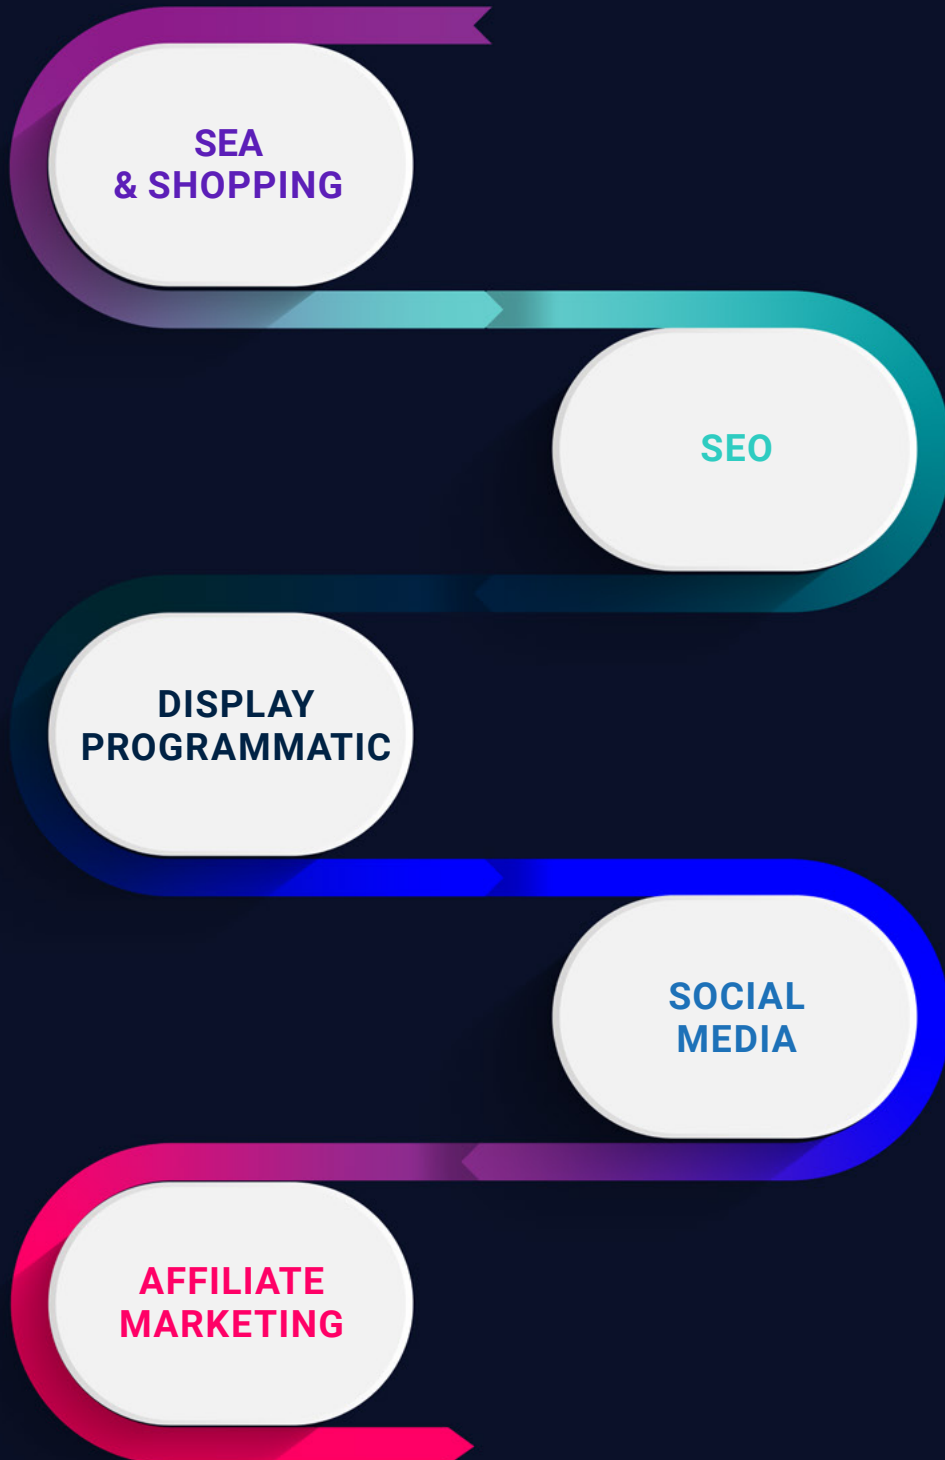 SEA
& SHOPPING
SEO
DISPLAY
PROGRAMMATIC
SOCIAL
MEDIA
AFFILIATE
MARKETING